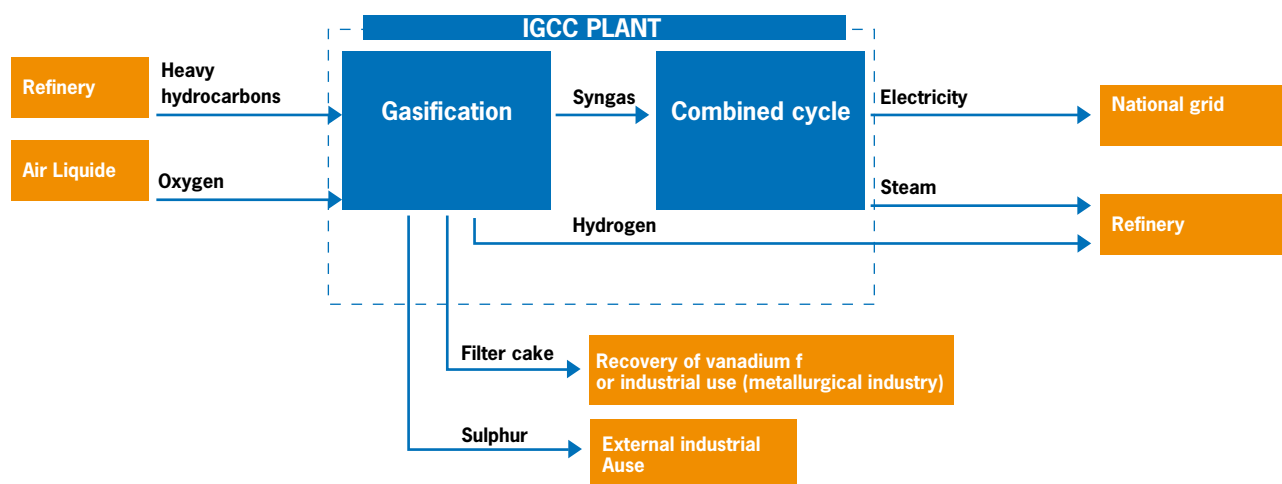 IGCC PLANT
Refinery
Heavy
hydrocarbons
Gasification
Syngas
Combined cycle
Electricity
National grid
Air Liquide
Oxygen
Steam
Hydrogen
Refinery
Filter cake
Recovery of vanadium f
or industrial use (metallurgical industry)
Sulphur
External industrial
Ause